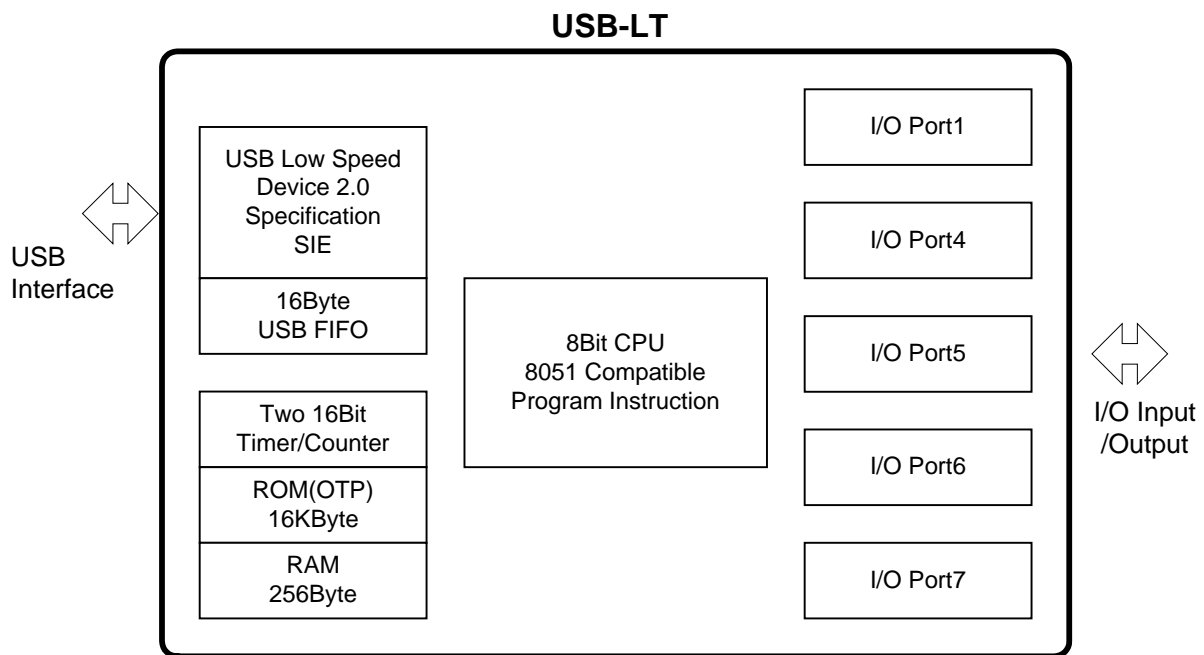 USB-LT
USB Low Speed
Device 2.0
Specification
SIE
16Byte
USB FIFO
USB
Interface
Two 16Bit
Timer/Counter
ROM(OTP)
16KByte
RAM
256Byte
8Bit CPU
8051 Compatible
Program Instruction
I/O Port1
I/O Port4
I/O Port5
I/O Port6
I/O Port7
I/O Input
/Output